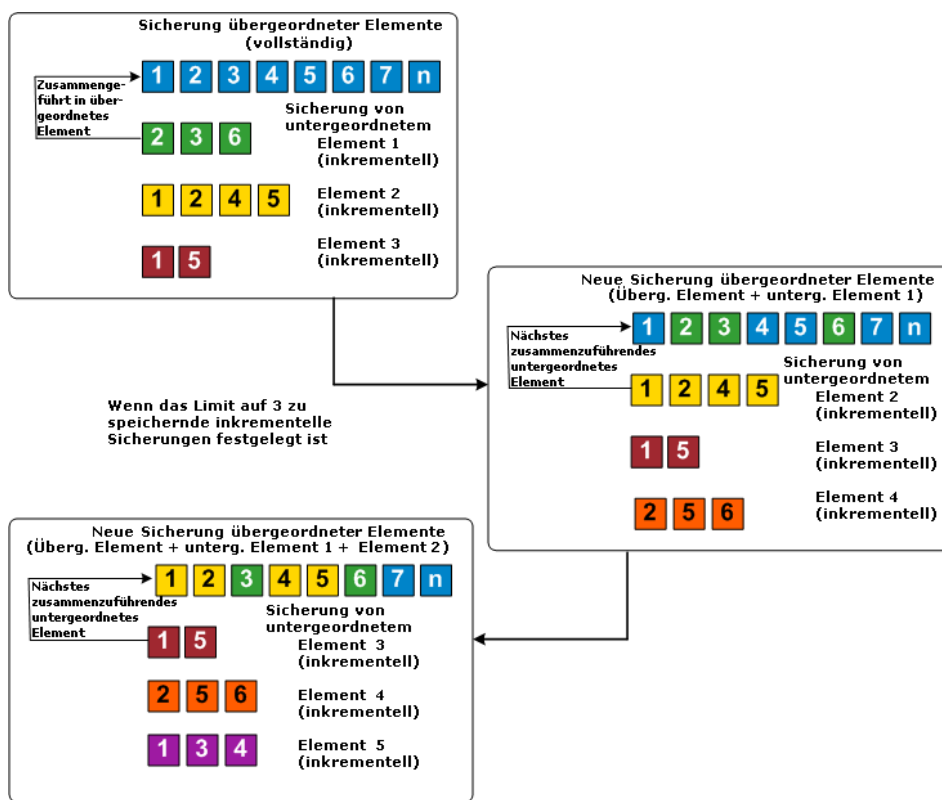 Sicherung übergeordneter Elemente
(vollständig)
1 2 3 4 5 6 7 n
Zusammenge-
führt in über-
geordnetes
Element
Sicherung von
untergeordnetem
Element 1
(inkrementell)
2 3 6
Element 2
(inkrementell)
1 2 4 5
Element 3
(inkrementell)
1 5
Wenn das Limit auf 3 zu
speichernde inkrementelle
Sicherungen festgelegt ist
Neue Sicherung übergeordneter Elemente
(Überg. Element + unterg. Element 1)
1 2 3 4 5 6 7 n
Nächstes
zusammenzuführendes
untergeordnetes
Element
Sicherung von
untergeordnetem
Element 2
(inkrementell)
1 2 4 5
Element 3
(inkrementell)
1 5
Element 4
(inkrementell)
2 5 6
Neue Sicherung übergeordneter Elemente
(Überg. Element + unterg. Element 1 + Element 2)
1 2 3 4 5 6 7 n
Nächstes
zusammenzuführendes
untergeordnetes
Element
Sicherung von
untergeordnetem
Element 3
(inkrementell)
1 5
Element 4
(inkrementell)
2 5 6
Element 5
(inkrementell)
1 3 4